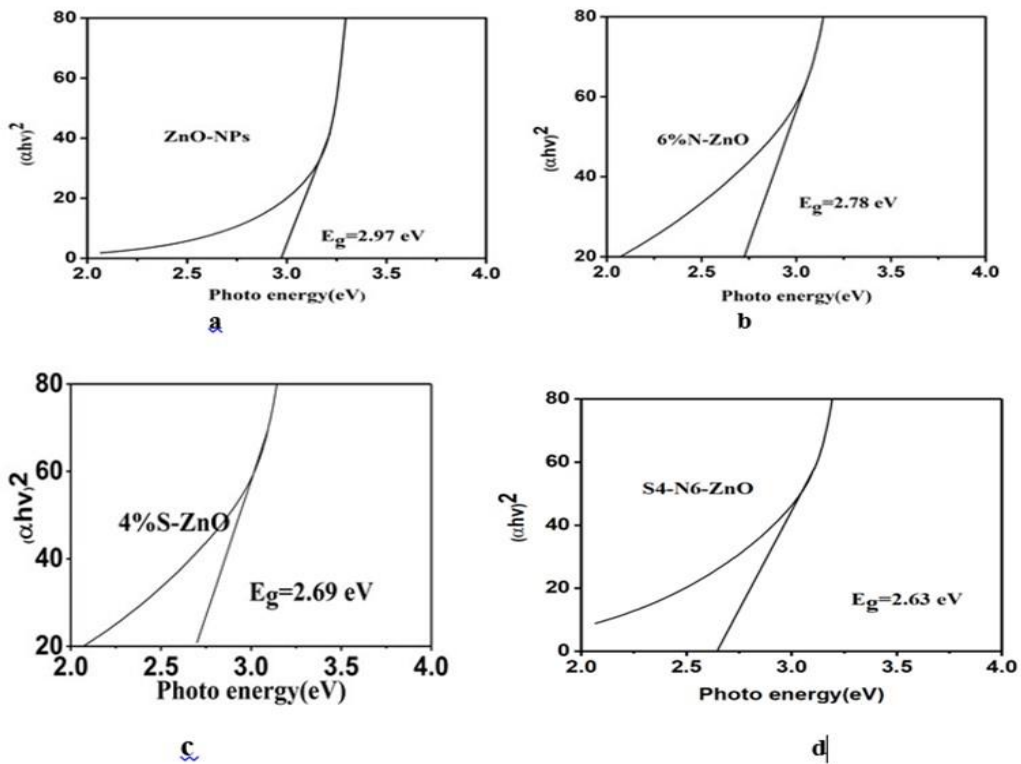 80
60
40
20
0
(αhv)²
ZnO-NPs
Eg=2.97 eV
2.0 2.5 3.0 3.5 4.0
Photo energy(eV)
a
80
60
40
20
(αhv)²
6%N-ZnO
Eg=2.78 eV
2.0 2.5 3.0 3.5 4.0
Photo energy(eV)
b
80
60
40
20
(αhv)²
4%S-ZnO
Eg=2.69 eV
2.0 2.5 3.0 3.5 4.0
Photo energy(eV)
c
80
60
40
20
0
(αhv)²
S4-N6-ZnO
Eg=2.63 eV
2.0 2.5 3.0 3.5 4.0
Photo energy(eV)
d